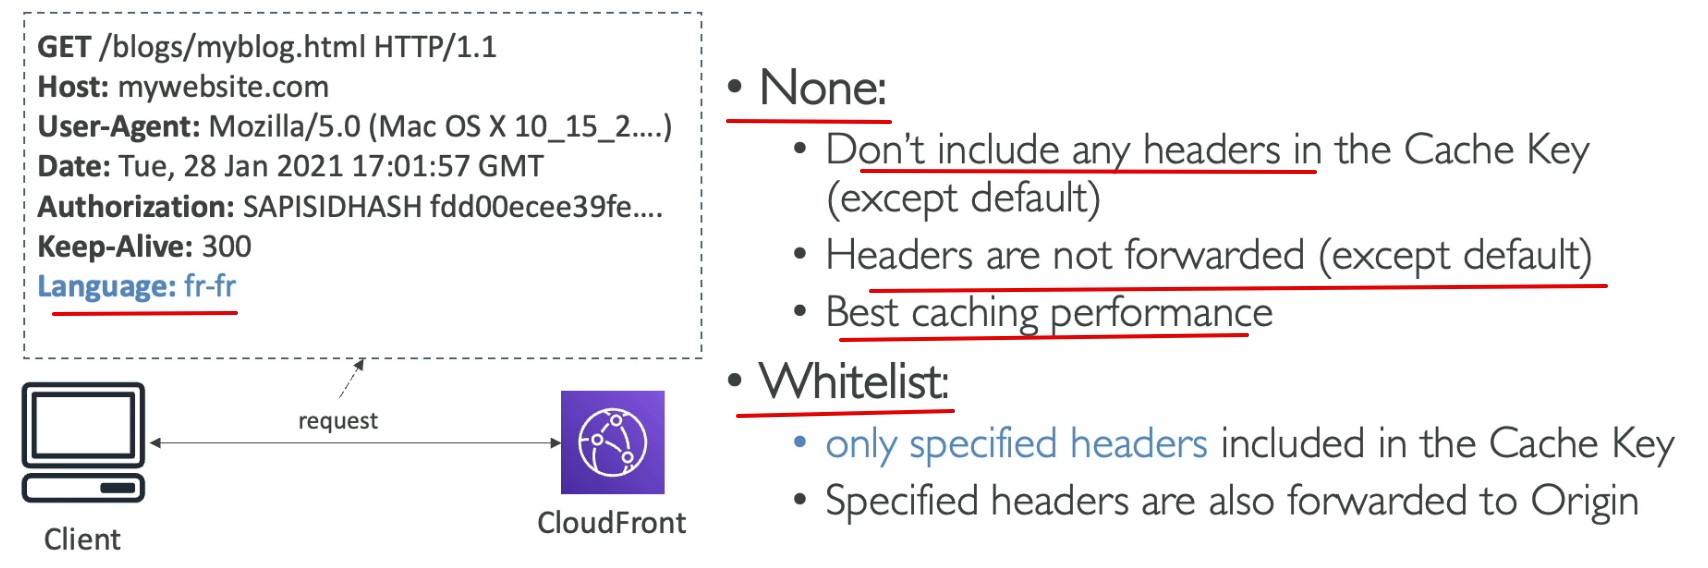 GET /blogs/myblog.html HTTP/1.1
Host: mywebsite.com
User-Agent: Mozilla/5.0 (Mac OS X 10_15_2....)
Date: Tue, 28 Jan 2021 17:01:57 GMT
Authorization: SAPISIDHASH fdd00ecee39fe....
Keep-Alive: 300
Language: fr-fr
request
Client
CloudFront
• None:
• Don't include any headers in the Cache Key
(except default)
• Headers are not forwarded (except default)
• Best caching performance
• Whitelist:
• only specified headers included in the Cache Key
• Specified headers are also forwarded to Origin